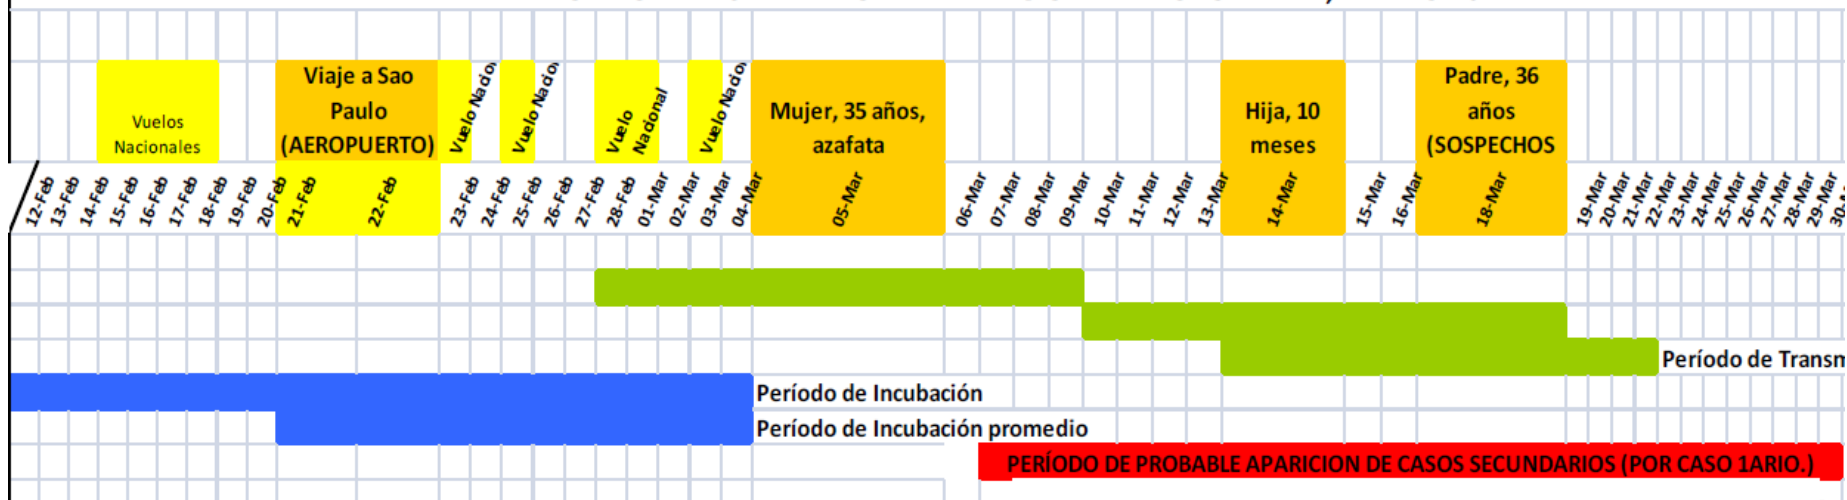 Vuelos
Nacionales
Viaje a Sao
Paulo
(AEROPUERTO)
Vuelo Nacio
Vuelo Nacio
Vuelo
Nacional
Vuelo Nacio
Mujer, 35 años,
azafata
Hija, 10
meses
Padre, 36
años
(SOSPECHOS
12-Feb
13-Feb
14-Feb
15-Feb
16-Feb
17-Feb
18-Feb
19-Feb
20-Feb
21-Feb
22-Feb
23-Feb
24-Feb
25-Feb
26-Feb
27-Feb
28-Feb
01-Mar
02-Mar
03-Mar
04-Mar
05-Mar
06-Mar
07-Mar
08-Mar
09-Mar
10-Mar
11-Mar
12-Mar
13-Mar
14-Mar
15-Mar
16-Mar
18-Mar
19-Mar
20-Mar
21-Mar
22-Mar
23-Mar
24-Mar
25-Mar
26-Mar
27-Mar
28-Mar
29-Mar
Período de Transm
Período de Incubación
Período de Incubación promedio
PERÍODO DE PROBABLE APARICION DE CASOS SECUNDARIOS (POR CASO 1ARIO.)